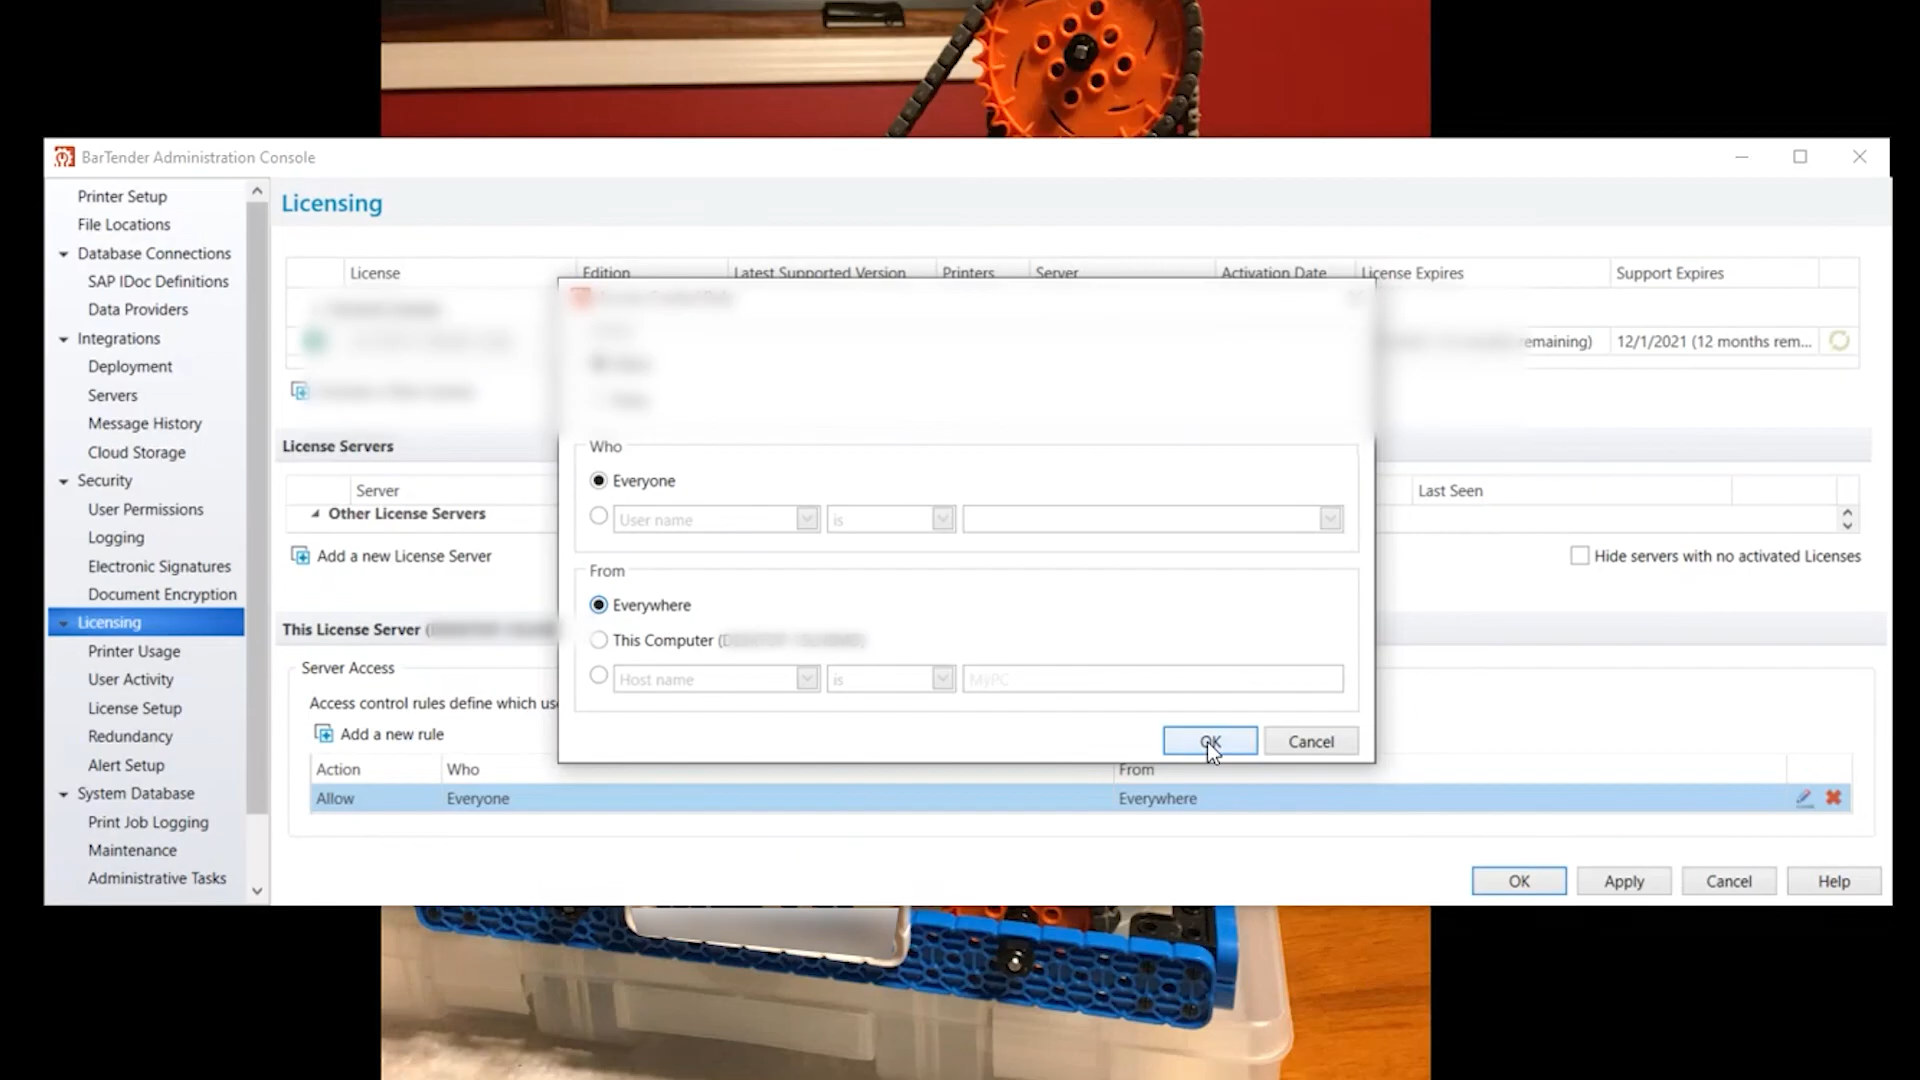 BarTender Administration Console
Printer Setup
File Locations
Database Connections
SAP IDoc Definitions
Data Providers
Integrations
Deployment
Servers
Message History
Cloud Storage
Security
User Permissions
Logging
Electronic Signatures
Document Encryption
Licensing
Printer Usage
User Activity
License Setup
Redundancy
Alert Setup
System Database
Print Job Logging
Maintenance
Administrative Tasks
Licensing
License Edition Latest Supported Version Printers Server Activation Date License Expires Support Expires
emaining) 12/1/2021 (12 months rem...
License Servers
Server Last Seen
Other License Servers
Add a new License Server
Hide servers with no activated Licenses
This License Server (
Server Access
Access control rules define which us
Add a new rule
Action Who From
Allow Everyone Everywhere
Who
Everyone
User name is
From
Everywhere
This Computer (
Host name is MyPC
OK Cancel
OK Apply Cancel Help